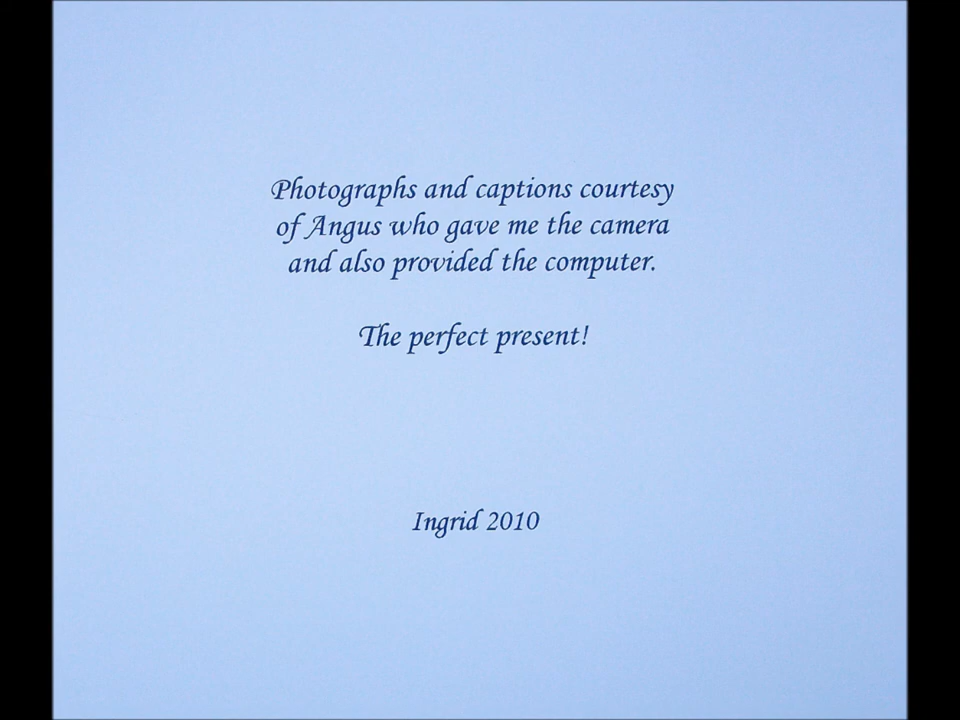 Photographs and captions courtesy
of Angus who gave me the camera
and also provided the computer.
The perfect present!
Ingrid 2010